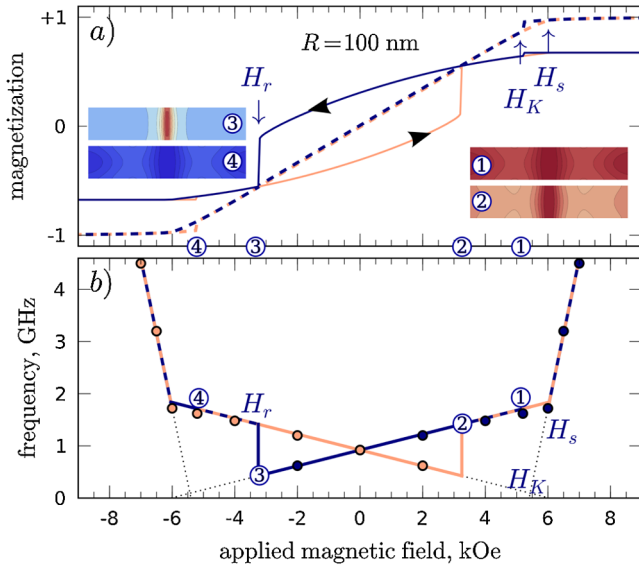 +1
0
-1
magnetization
a)
R=100 nm
H_r
H_s
H_K
③
④
①
②
④ ③ ② ①
b)
4
3
2
1
0
frequency, GHz
④
H_r
③
①
②
H_s
H_K
-8 -6 -4 -2 0 2 4 6 8
applied magnetic field, kOe